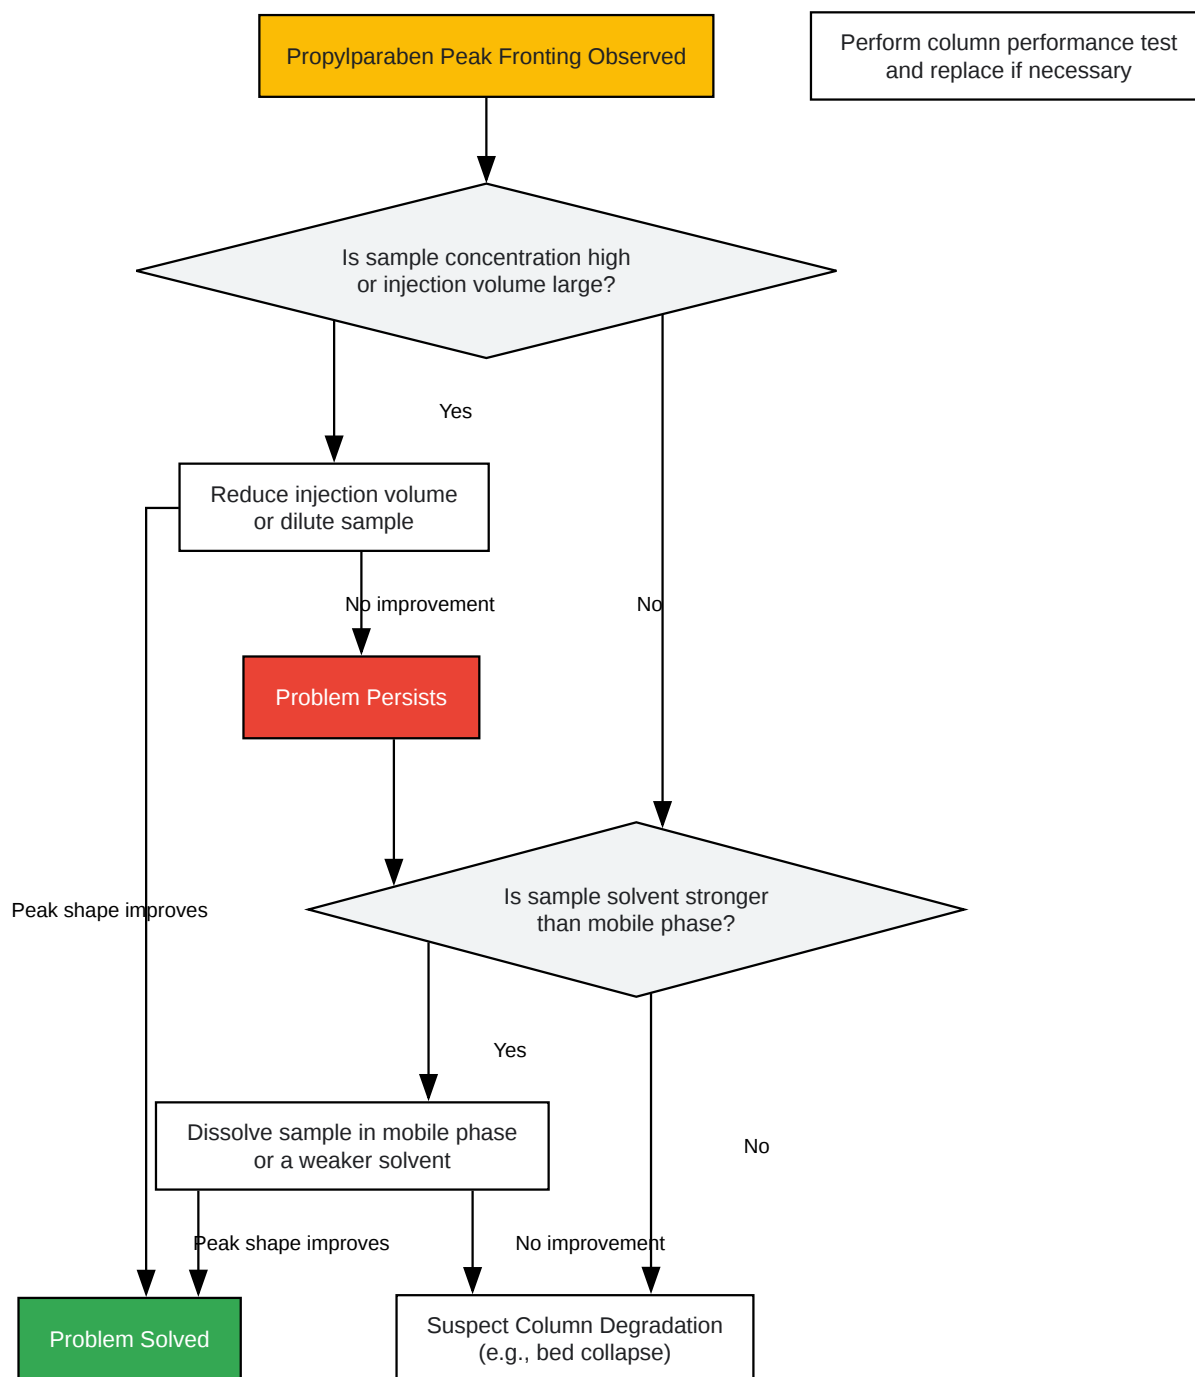 Propylparaben Peak Fronting Observed
Perform column performance test
and replace if necessary
Is sample concentration high
or injection volume large?
Yes
Reduce injection volume
or dilute sample
No improvement
No
Problem Persists
Is sample solvent stronger
than mobile phase?
Peak shape improves
Yes
Dissolve sample in mobile phase
or a weaker solvent
No
Peak shape improves
No improvement
Problem Solved
Suspect Column Degradation
(e.g., bed collapse)